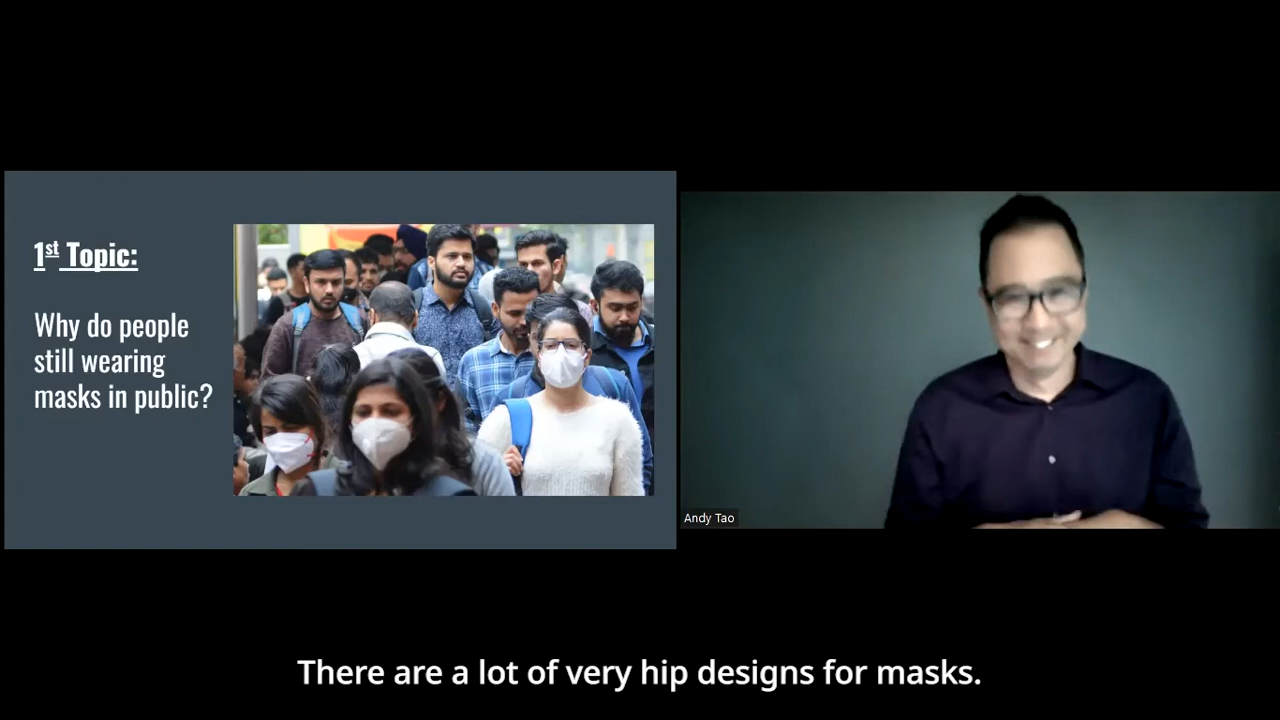 1st Topic:
Why do people
still wearing
masks in public?
Andy Tao
There are a lot of very hip designs for masks.